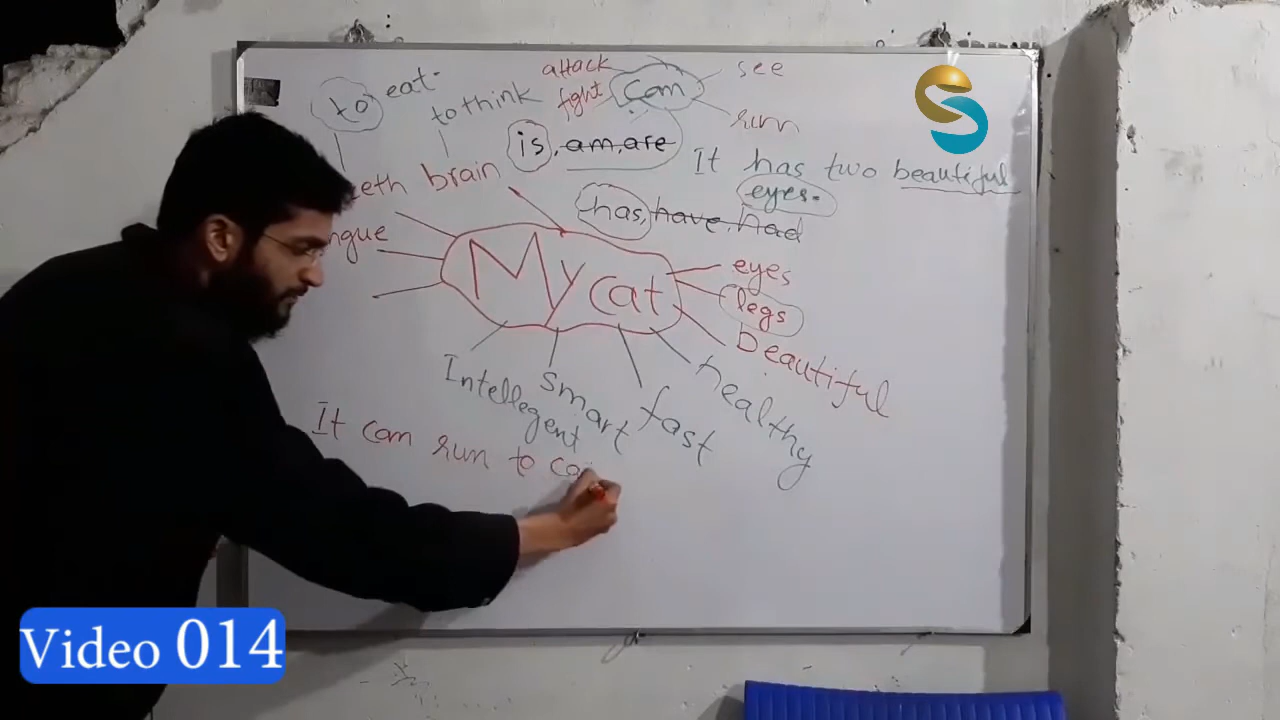 to eat.
to think
attack
fght
can
see
run
is, am, are
It has two beautiful
eyes.
brain
has, have, had
My cat
eyes
legs
beautiful
healthy
fast
smart
Intellegent
It can run to
Video 014